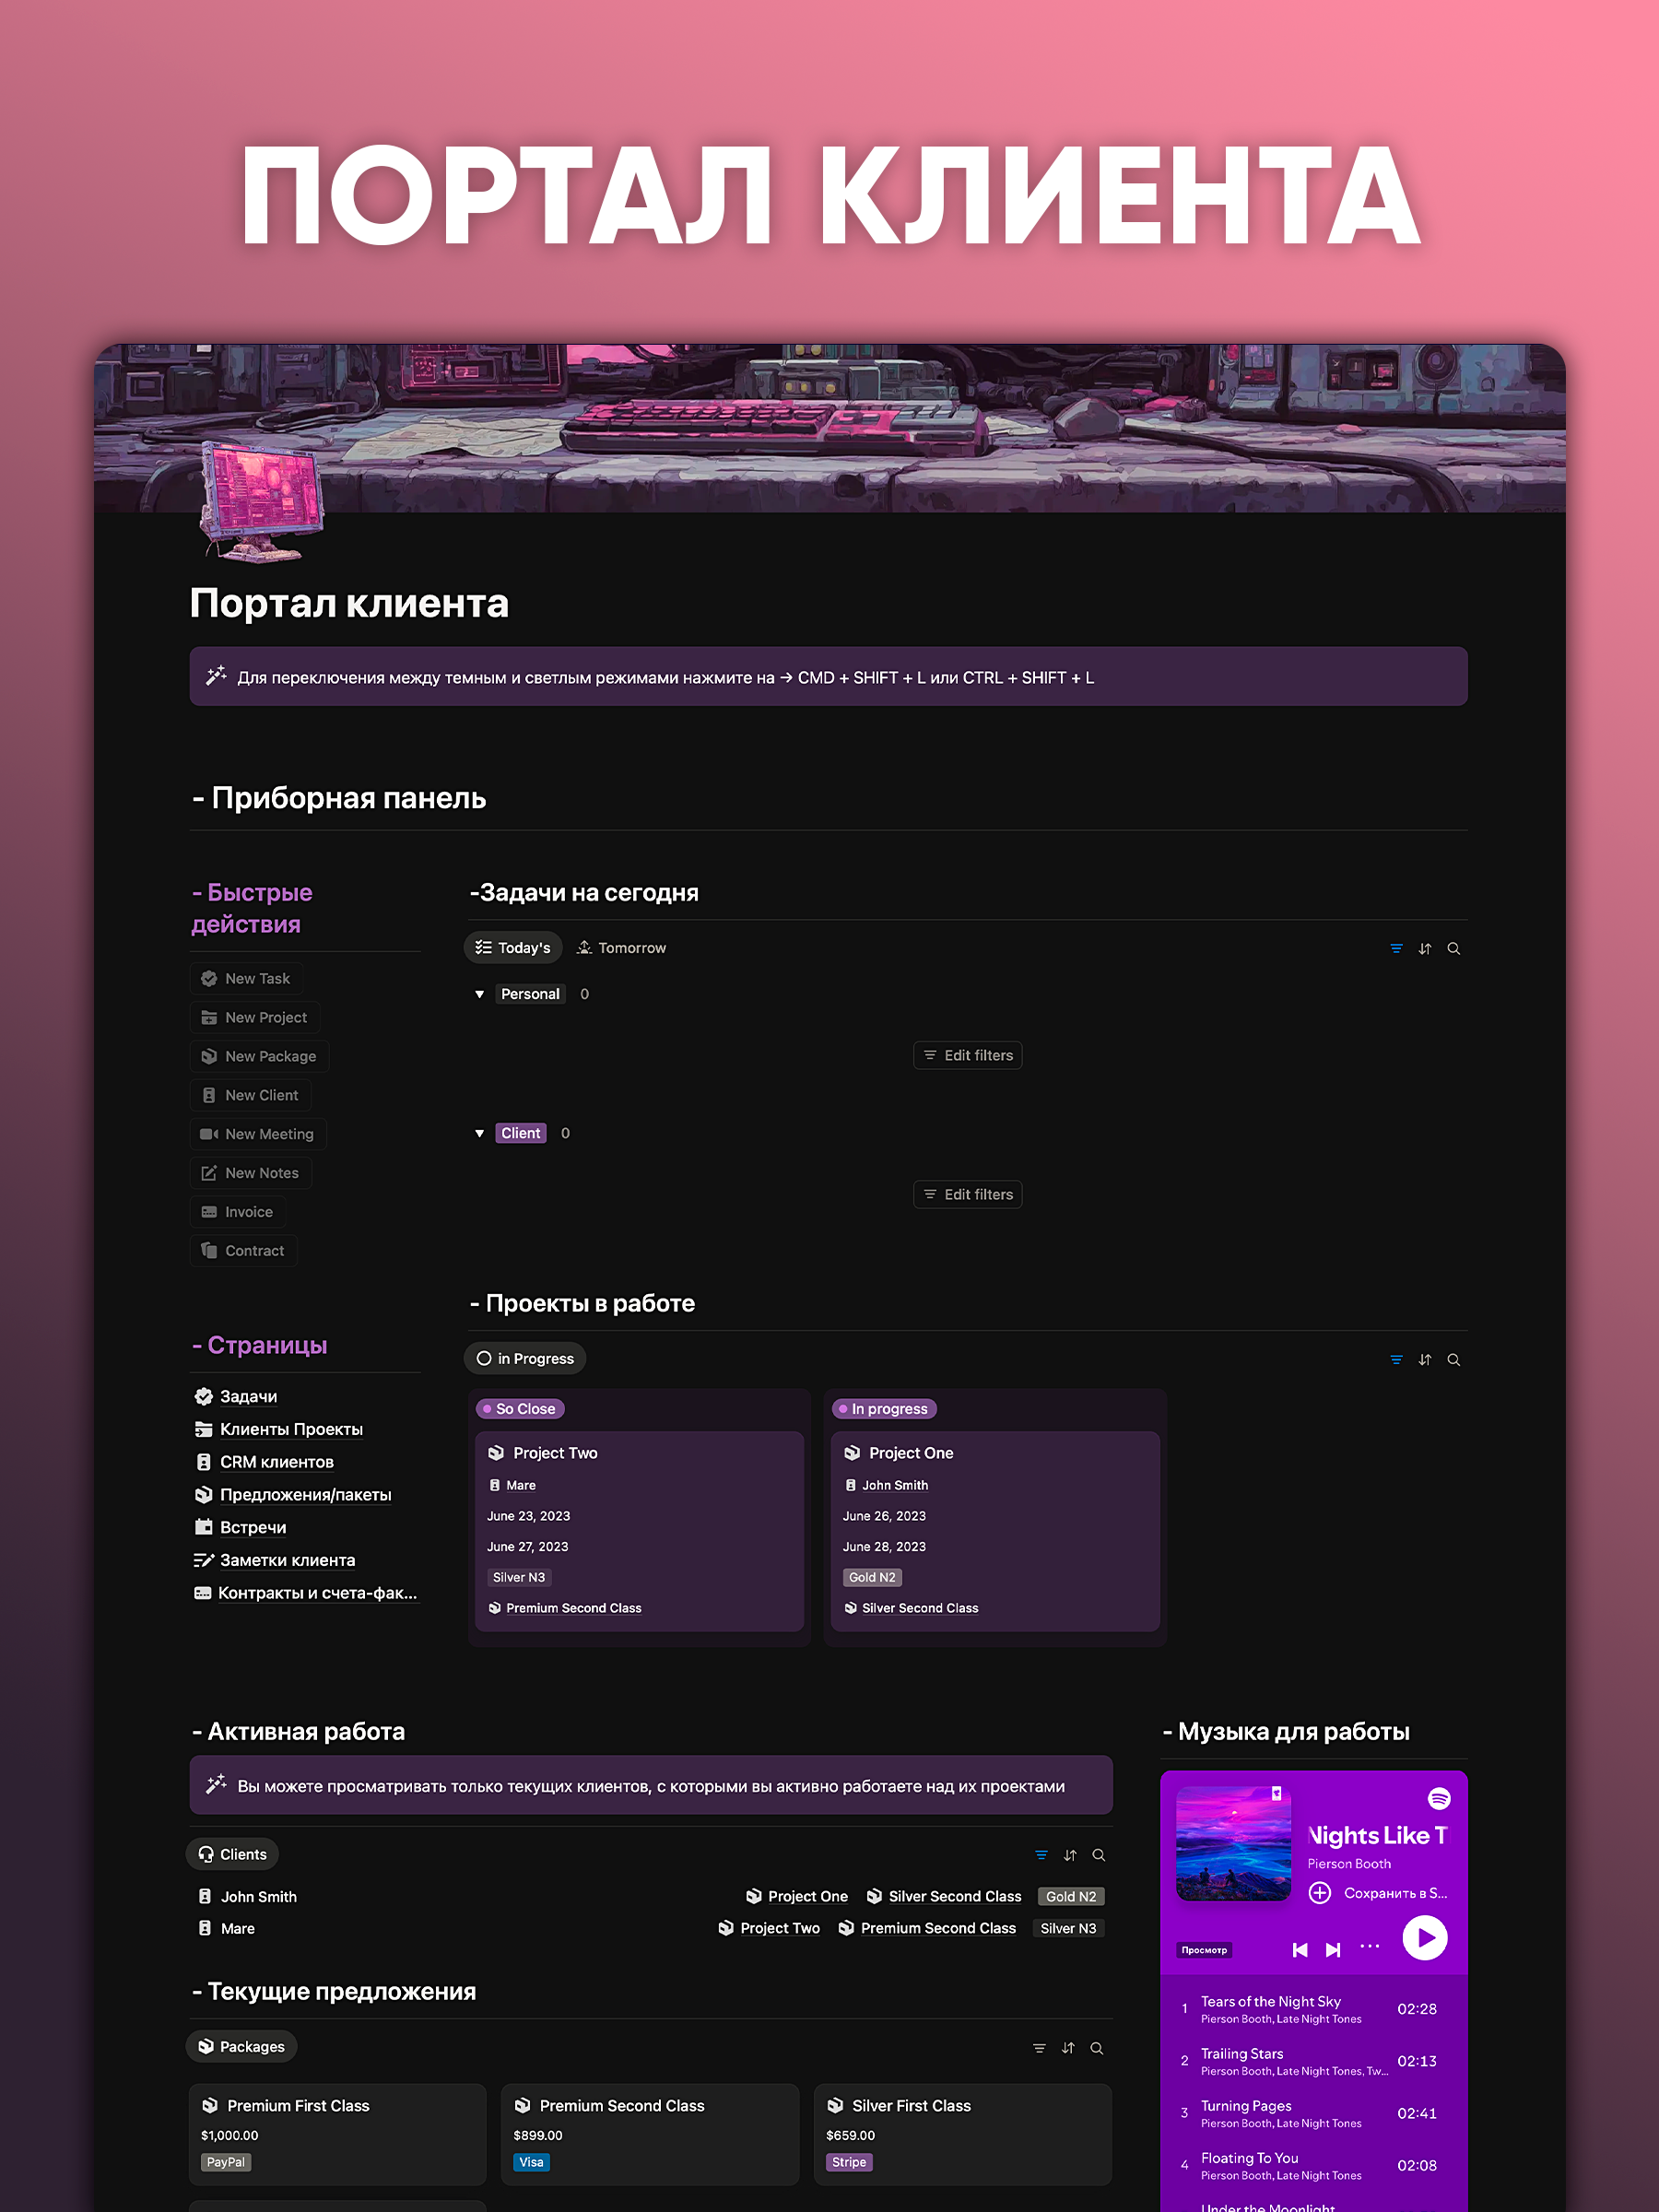 ПОРТАЛ КЛИЕНТА
Портал клиента
Для переключения между темным и светлым режимами нажмите на → CMD + SHIFT + L или CTRL + SHIFT + L
- Приборная панель
- Быстрые
действия
New Task
New Project
New Package
New Client
New Meeting
New Notes
Invoice
Contract
- Страницы
Задачи
Клиенты Проекты
CRM клиентов
Предложения/пакеты
Встречи
Заметки клиента
Контракты и счета-фак...
-Задачи на сегодня
Today's Tomorrow
Personal 0
Edit filters
Client 0
Edit filters
- Проекты в работе
in Progress
So Close
Project Two
Mare
June 23, 2023
June 27, 2023
Silver N3
Premium Second Class
In progress
Project One
John Smith
June 26, 2023
June 28, 2023
Gold N2
Silver Second Class
- Активная работа
Вы можете просматривать только текущих клиентов, с которыми вы активно работаете над их проектами
Clients
John Smith Project One Silver Second Class Gold N2
Mare Project Two Premium Second Class Silver N3
- Текущие предложения
Packages
Premium First Class
$1,000.00
PayPal
Premium Second Class
$899.00
Visa
Silver First Class
$659.00
Stripe
- Музыка для работы
Nights Like T
Pierson Booth
Сохранить в S...
Просмотр
1 Tears of the Night Sky 02:28
Pierson Booth, Late Night Tones
2 Trailing Stars 02:13
Pierson Booth, Late Night Tones, Tw...
3 Turning Pages 02:41
Pierson Booth, Late Night Tones
4 Floating To You 02:08
Pierson Booth, Late Night Tones
Under the Moonlight